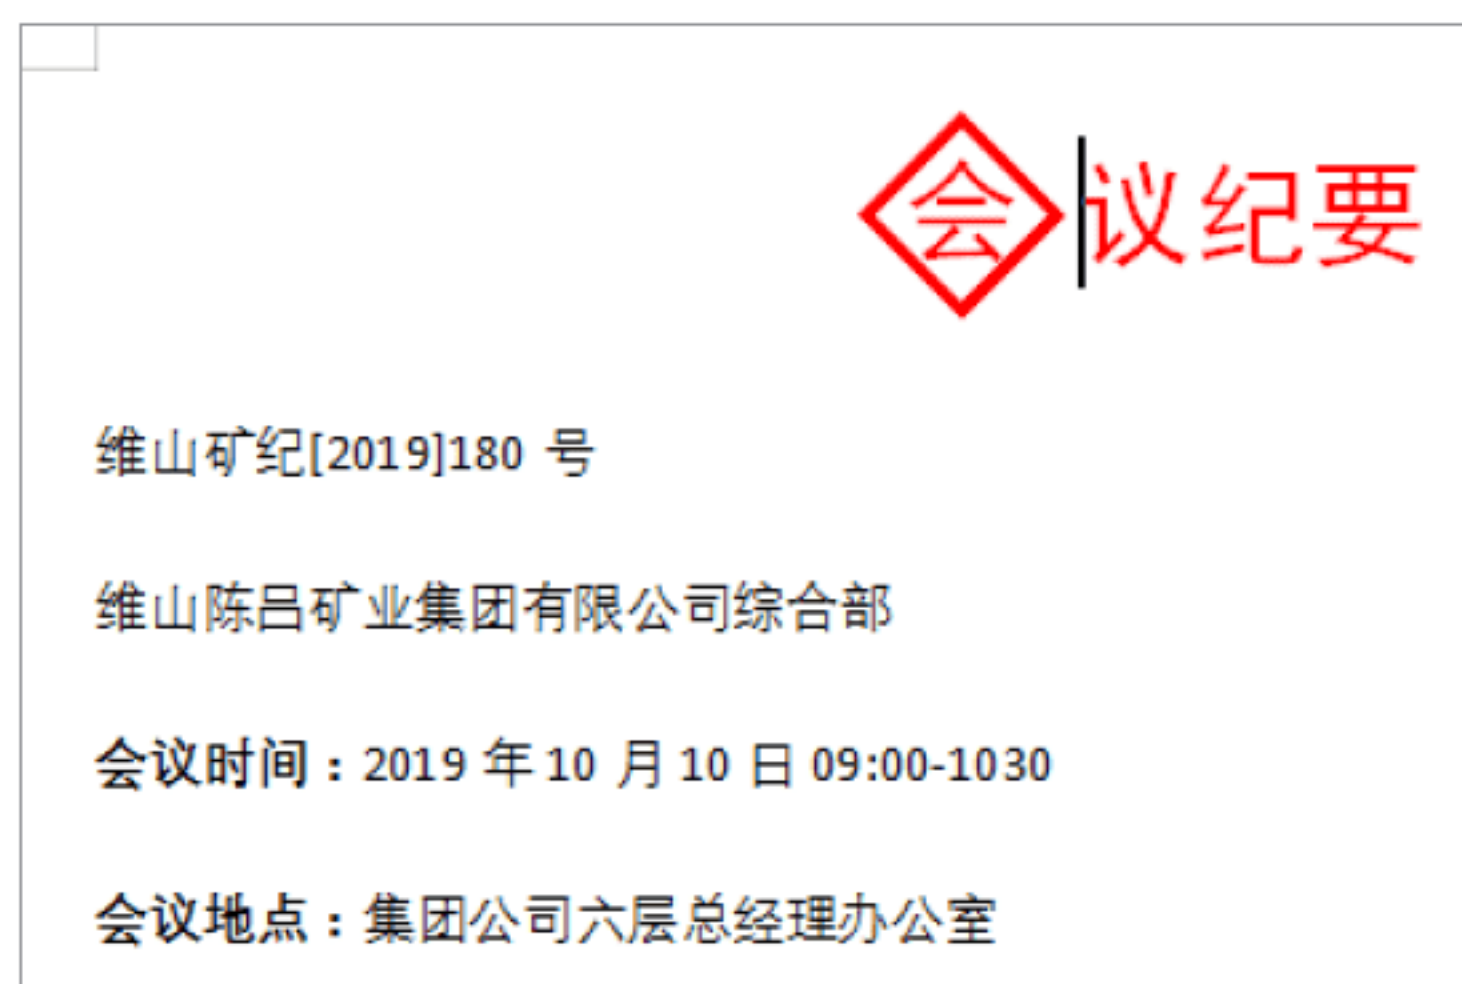 会议纪要
维山矿纪[2019]180 号
维山陈吕矿业集团有限公司综合部
会议时间：2019 年 10 月 10 日 09:00-1030
会议地点：集团公司六层总经理办公室